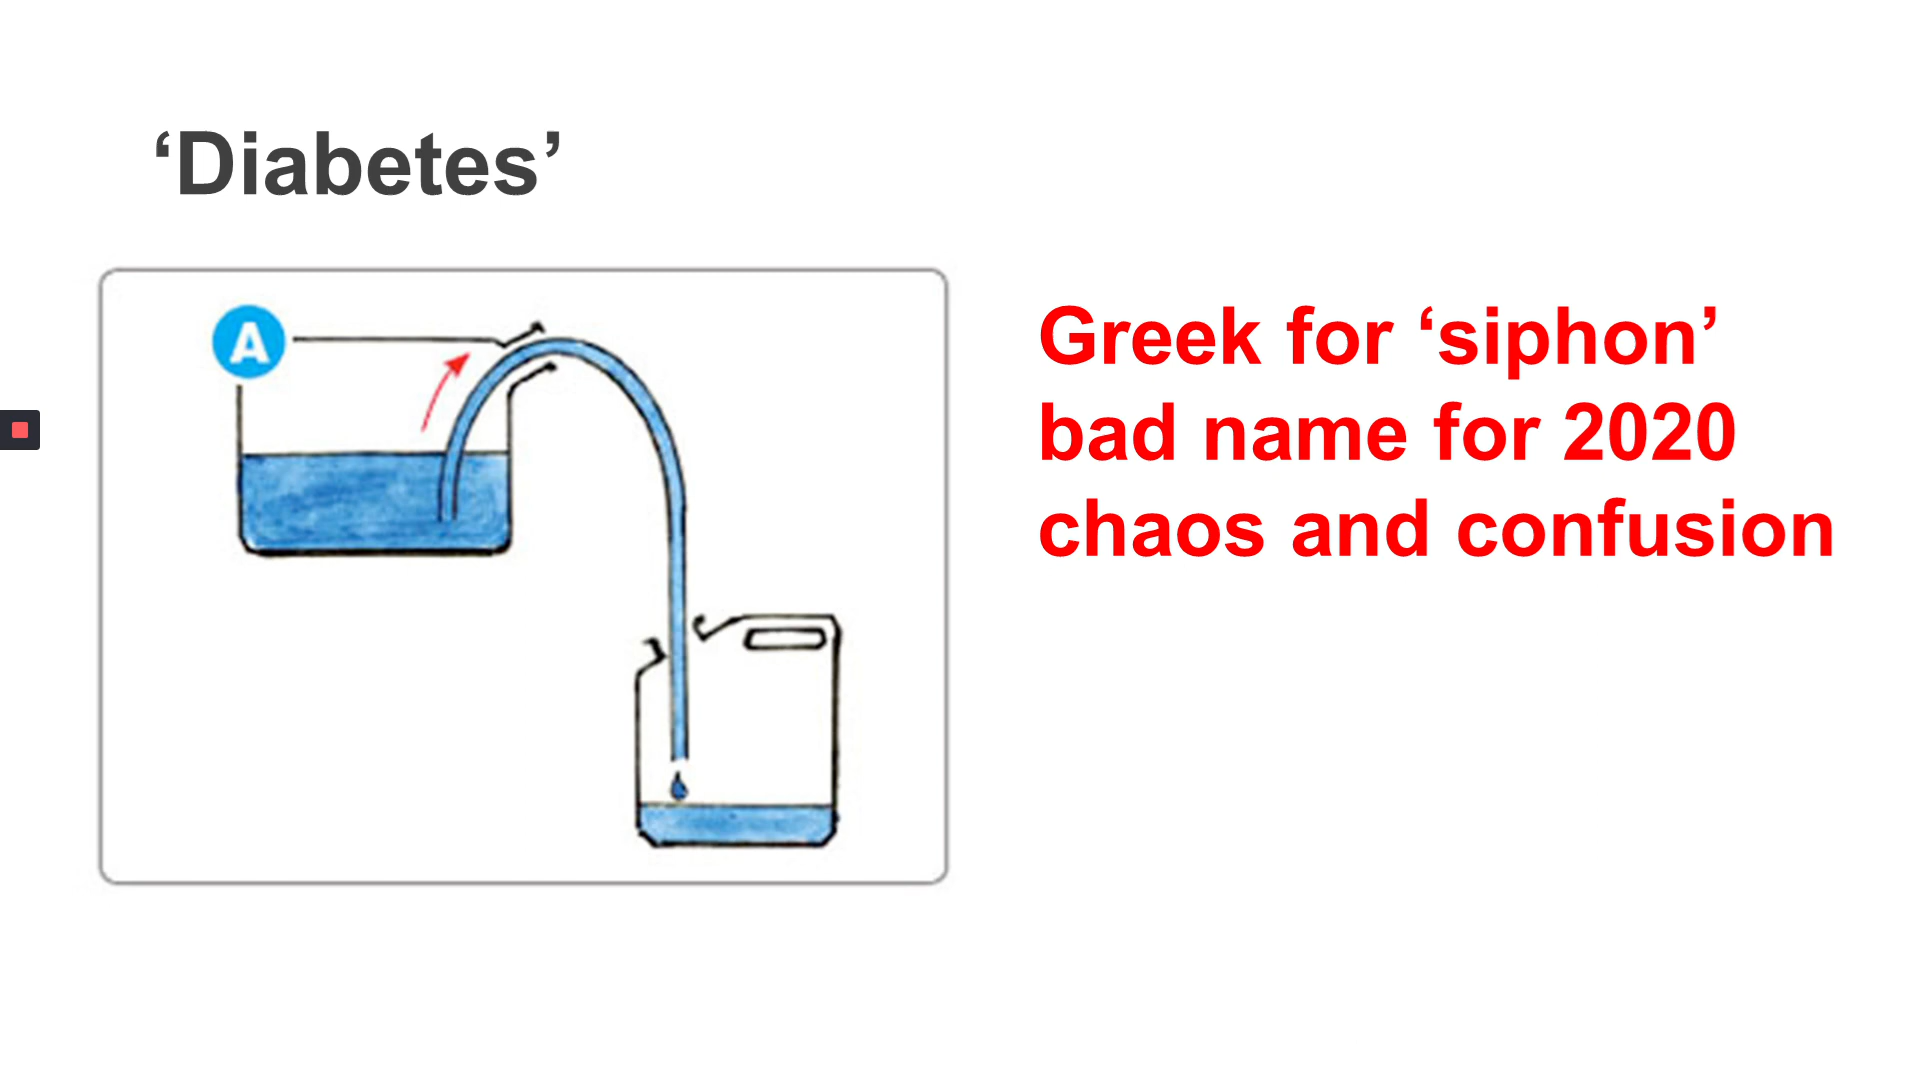 ‘Diabetes’
A
Greek for ‘siphon’
bad name for 2020
chaos and confusion